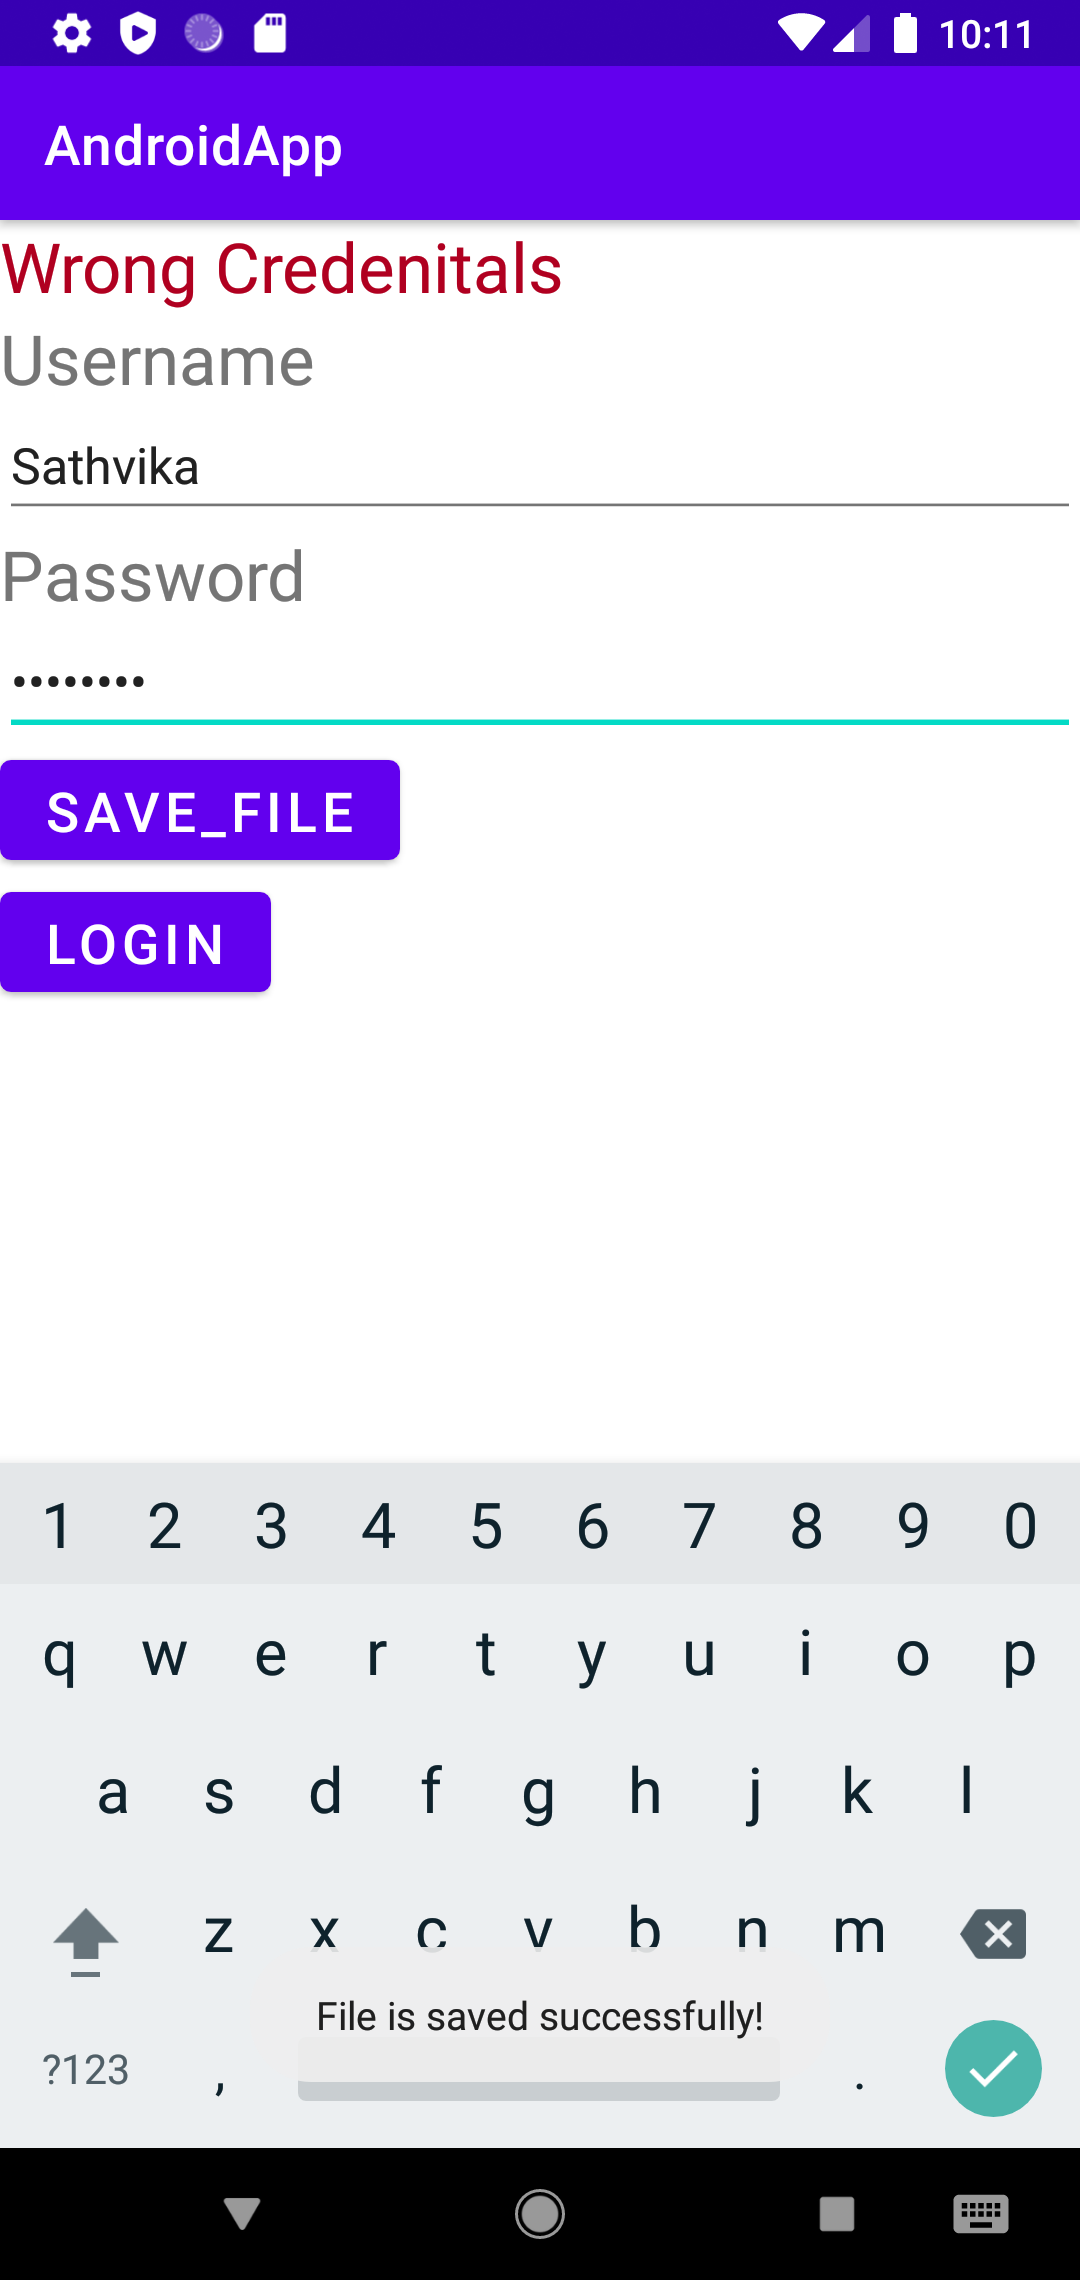 10:11
AndroidApp
Wrong Credenitals
Username
Sathvika
Password
••••••••
SAVE_FILE
LOGIN
1 2 3 4 5 6 7 8 9 0
q w e r t y u i o p
a s d f g h j k l
z x c v b n m
File is saved successfully!
?123 , .